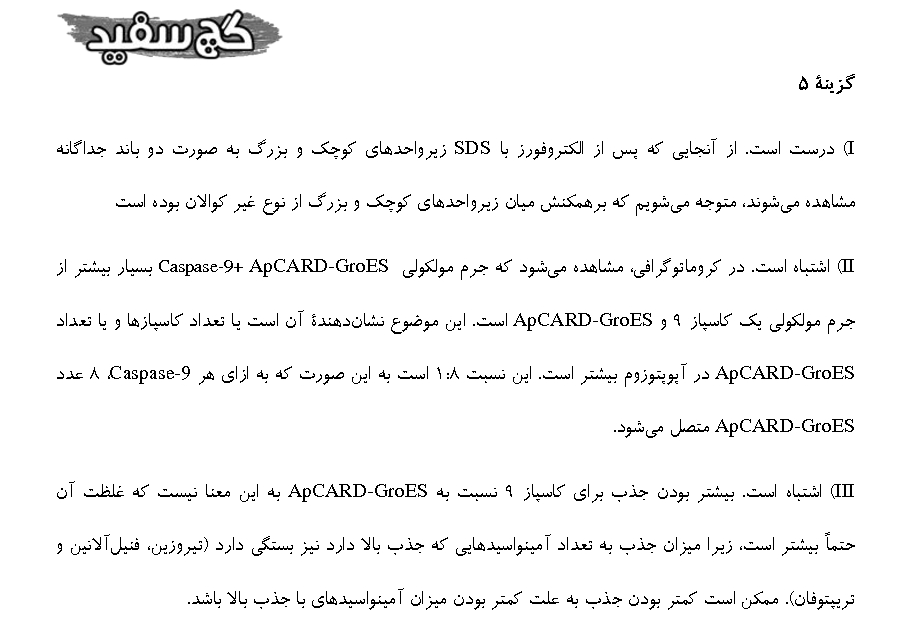 گچ سفید
گزینهٔ ۵
I) درست است. از آنجایی که پس از الکتروفورز با SDS زیرواحدهای کوچک و بزرگ به صورت دو باند جداگانه
مشاهده می‌شوند، متوجه می‌شویم که برهمکنش میان زیرواحدهای کوچک و بزرگ از نوع غیر کوالان بوده است
II) اشتباه است. در کروماتوگرافی، مشاهده می‌شود که جرم مولکولی Caspase-9+ ApCARD-GroES بسیار بیشتر از
جرم مولکولی یک کاسپاز ۹ و ApCARD-GroES است. این موضوع نشان‌دهندهٔ آن است یا تعداد کاسپازها و یا تعداد
ApCARD-GroES در آپوپتوزوم بیشتر است. این نسبت ۱:۸ است به این صورت که به ازای هر Caspase-9، ۸ عدد
ApCARD-GroES متصل می‌شود.
III) اشتباه است. بیشتر بودن جذب برای کاسپاز ۹ نسبت به ApCARD-GroES به این معنا نیست که غلظت آن
حتماً بیشتر است، زیرا میزان جذب به تعداد آمینواسیدهایی که جذب بالا دارد نیز بستگی دارد (تیروزین، فنیل‌آلانین و
تریپتوفان). ممکن است کمتر بودن جذب به علت کمتر بودن میزان آمینواسیدهای با جذب بالا باشد.